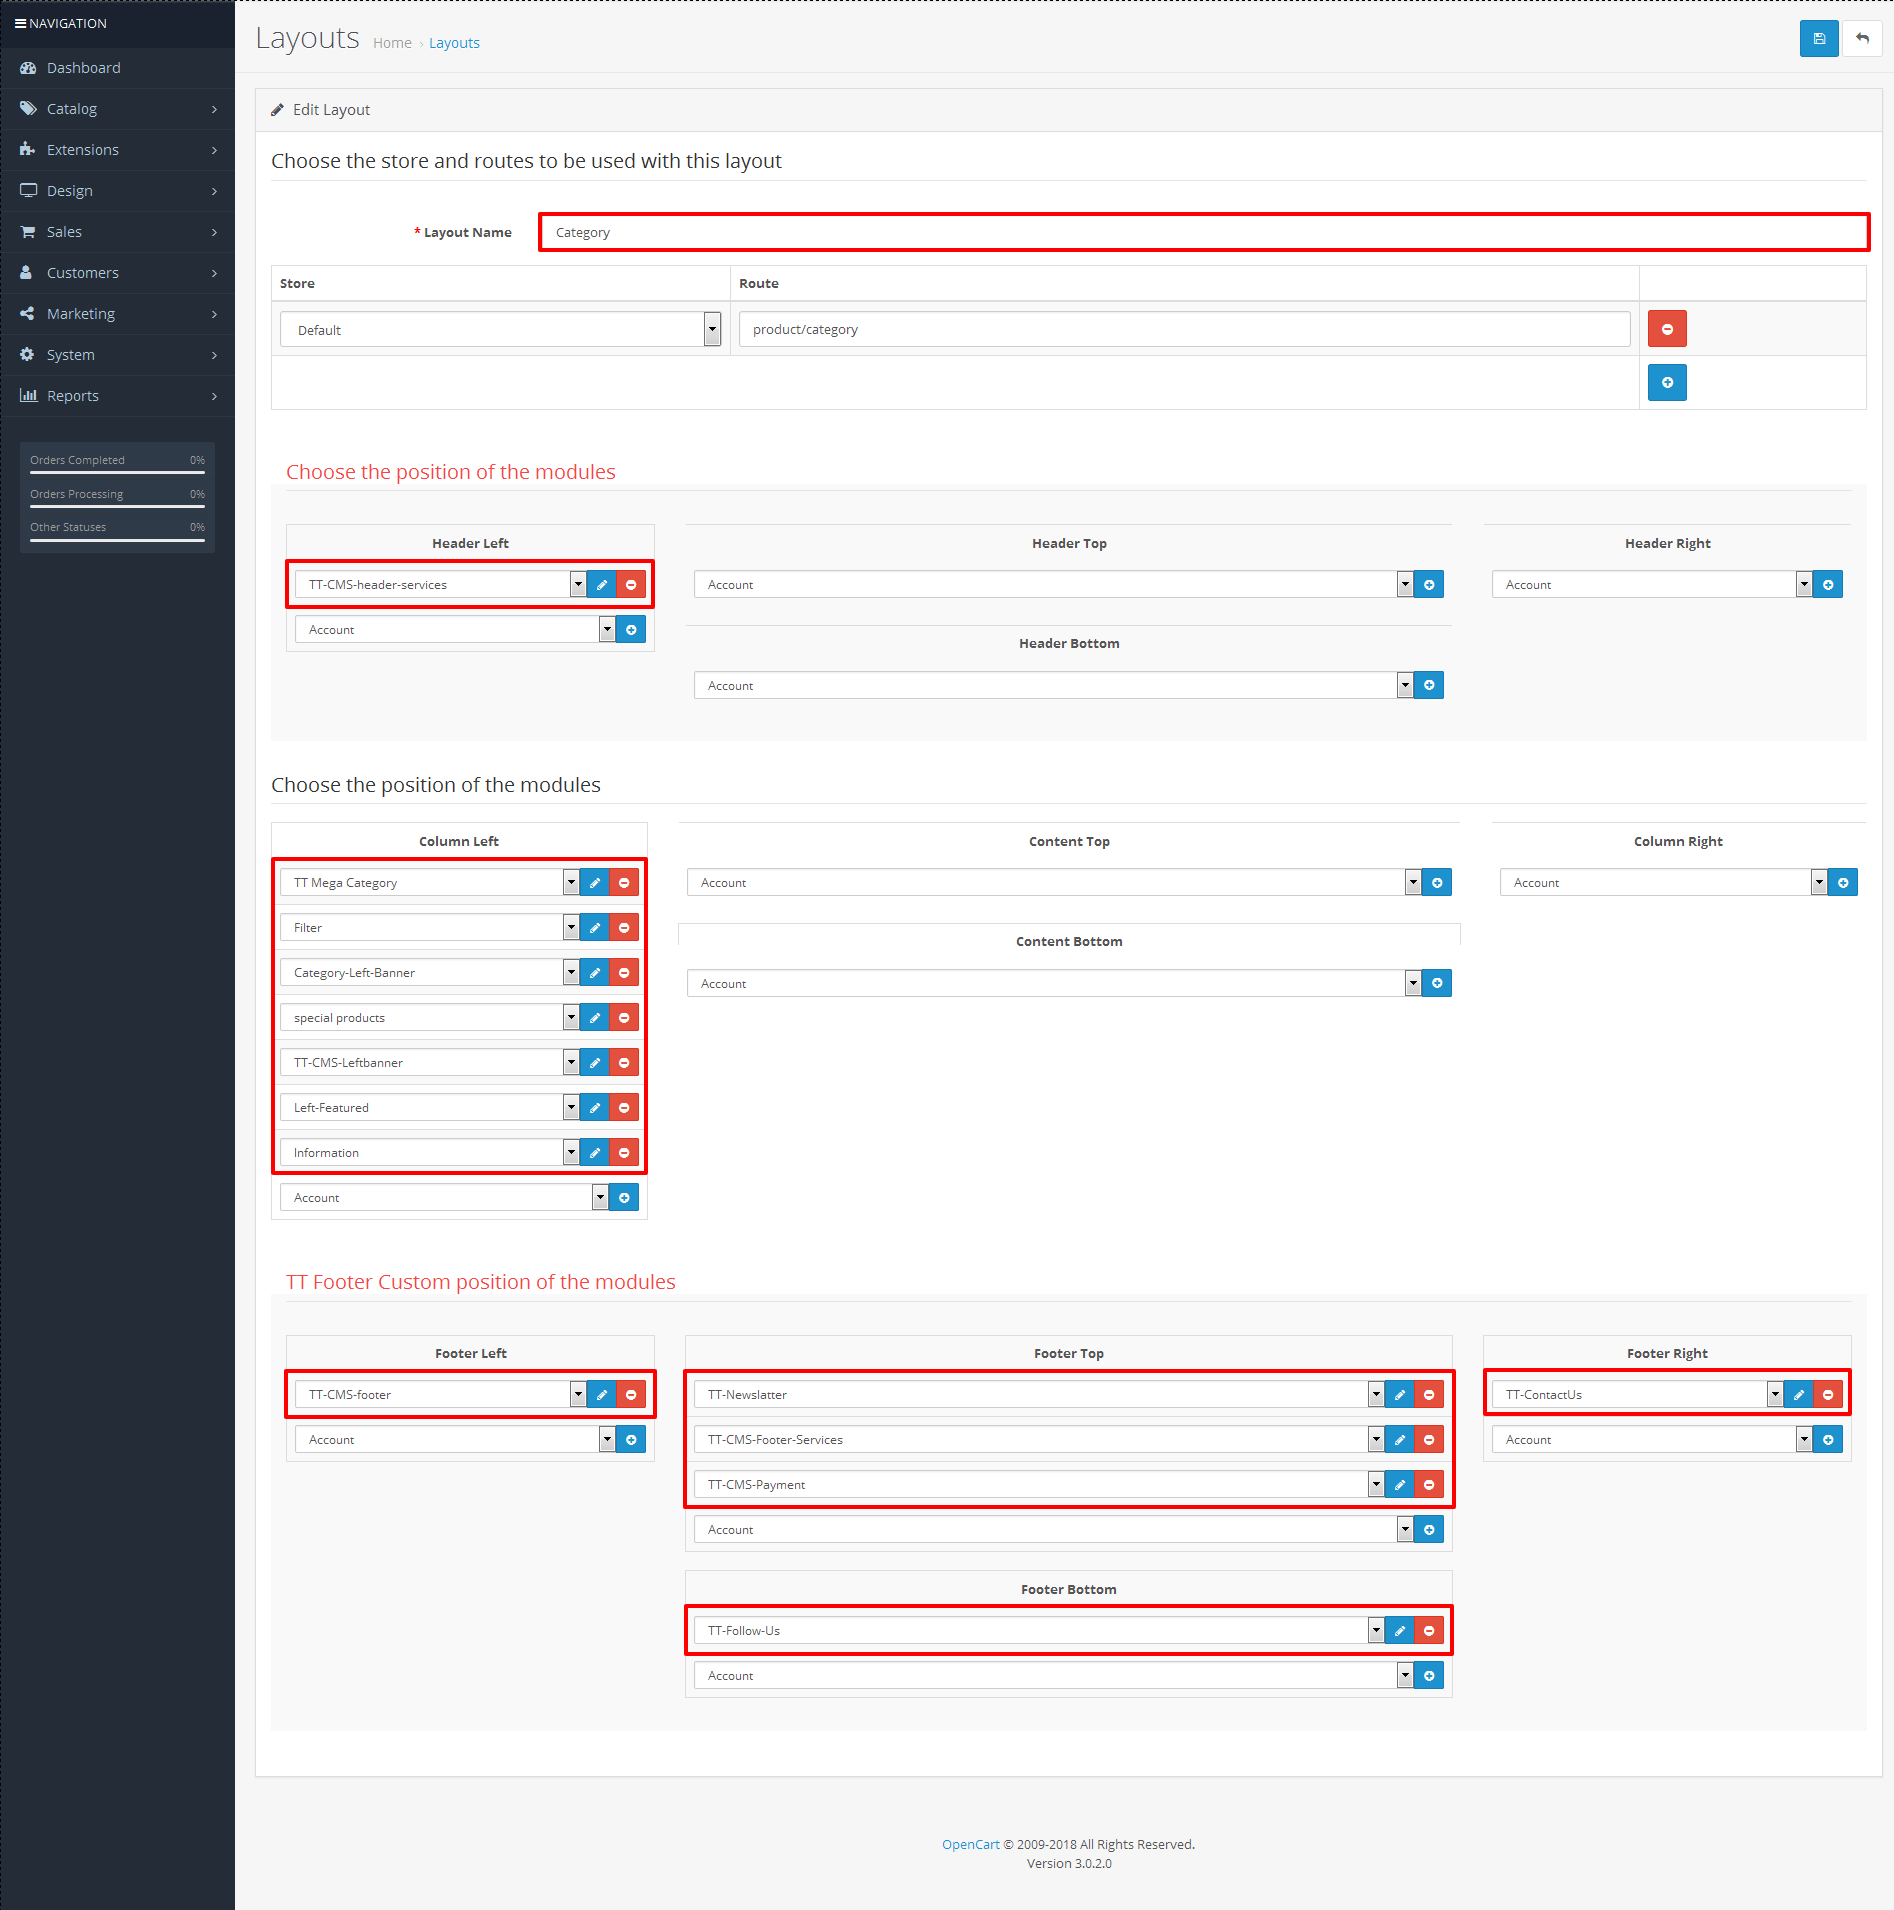 NAVIGATION
Dashboard
Catalog
Extensions
Design
Sales
Customers
Marketing
System
Reports
Orders Completed 0%
Orders Processing 0%
Other Statuses 0%
Layouts Home › Layouts
Edit Layout
Choose the store and routes to be used with this layout
* Layout Name Category
Store Route
Default product/category
Choose the position of the modules
Header Left Header Top Header Right
TT-CMS-header-services Account Account
Account
Header Bottom
Account
Choose the position of the modules
Column Left Content Top Column Right
TT Mega Category Account Account
Filter
Content Bottom
Category-Left-Banner Account
special products
TT-CMS-Leftbanner
Left-Featured
Information
Account
TT Footer Custom position of the modules
Footer Left Footer Top Footer Right
TT-CMS-footer TT-Newslatter TT-ContactUs
Account TT-CMS-Footer-Services Account
TT-CMS-Payment
Account
Footer Bottom
TT-Follow-Us
Account
OpenCart © 2009-2018 All Rights Reserved.
Version 3.0.2.0